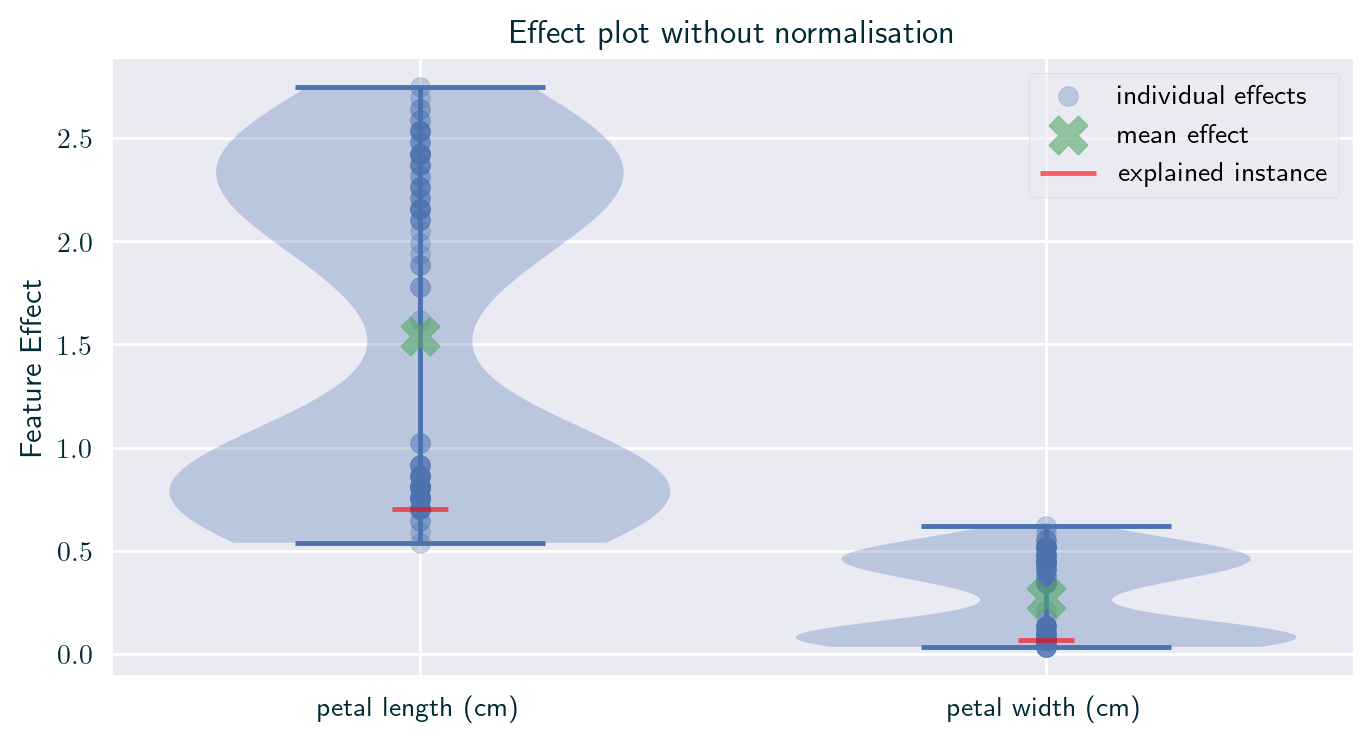 Effect plot without normalisation
individual effects
mean effect
explained instance
Feature Effect
2.5
2.0
1.5
1.0
0.5
0.0
petal length (cm)
petal width (cm)